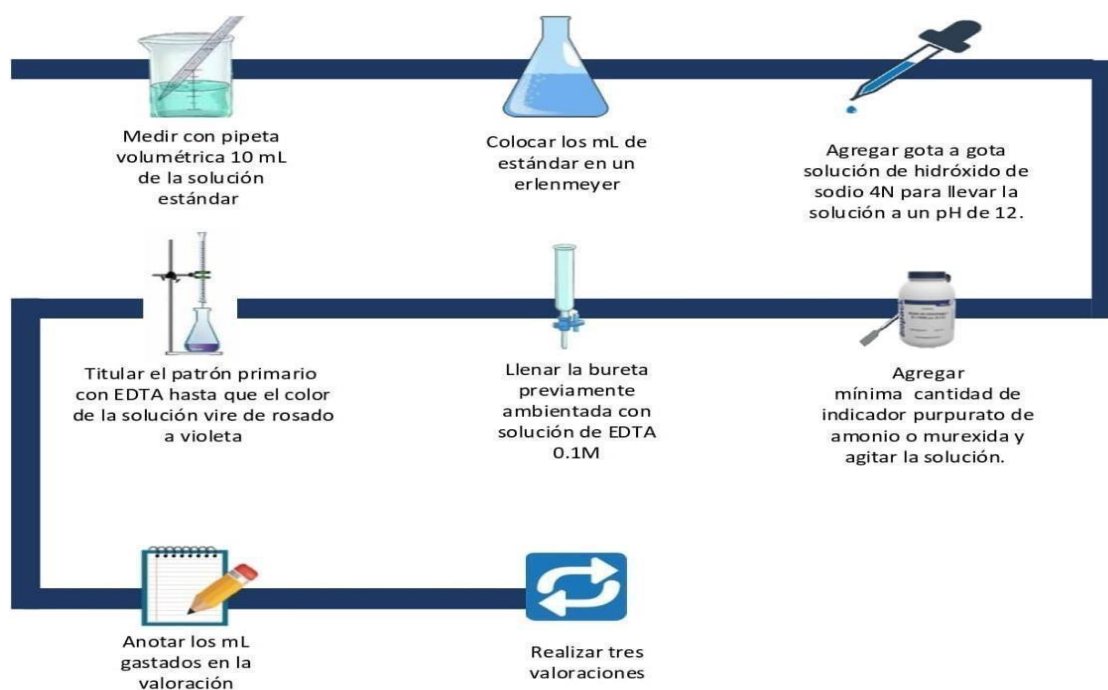 Medir con pipeta
volumétrica 10 mL
de la solución
estándar
Colocar los mL de
estándar en un
erlenmeyer
Agregar gota a gota
solución de hidróxido de
sodio 4N para llevar la
solución a un pH de 12.
Agregar
mínima cantidad de
indicador purpurato de
amonio o murexida y
agitar la solución.
Llenar la bureta
previamente
ambientada con
solución de EDTA
0.1M
Titular el patrón primario
con EDTA hasta que el color
de la solución vire de rosado
a violeta
Anotar los mL
gastados en la
valoración
Realizar tres
valoraciones